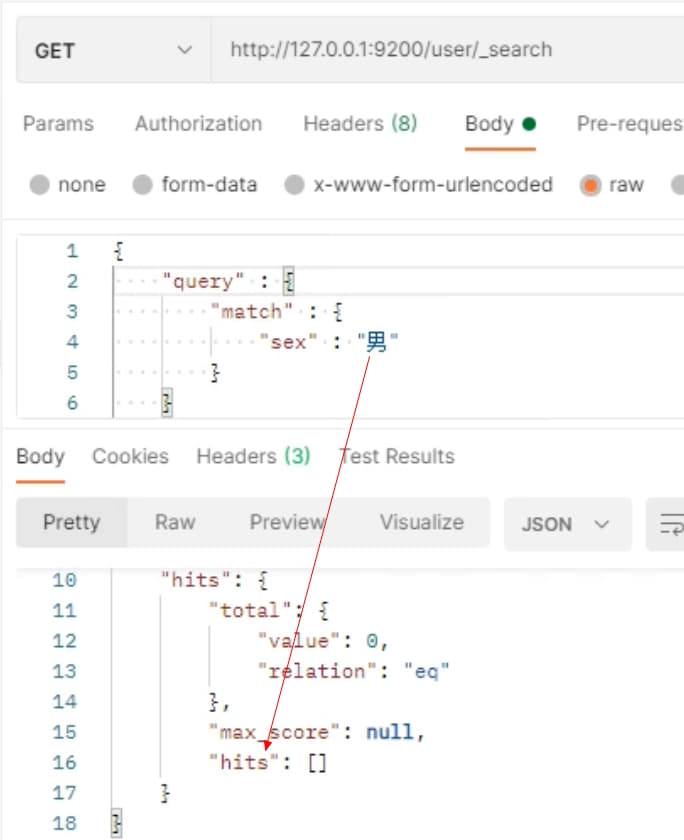 GET http://127.0.0.1:9200/user/_search
Params Authorization Headers (8) Body Pre-reques
none form-data x-www-form-urlencoded raw
1 {
2 "query" : {
3 "match" : {
4 "sex" : "男"
5 }
6 }
Body Cookies Headers (3) Test Results
Pretty Raw Preview Visualize JSON
10 "hits": {
11 "total": {
12 "value": 0,
13 "relation": "eq"
14 },
15 "max_score": null,
16 "hits": []
17 }
18 }